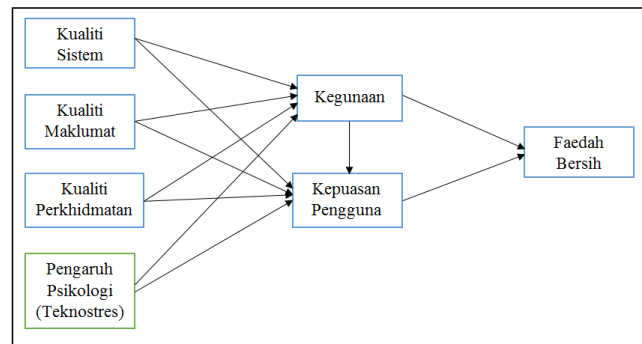 Kualiti
Sistem
Kualiti
Maklumat
Kualiti
Perkhidmatan
Pengaruh
Psikologi
(Teknostres)
Kegunaan
Kepuasan
Pengguna
Faedah
Bersih